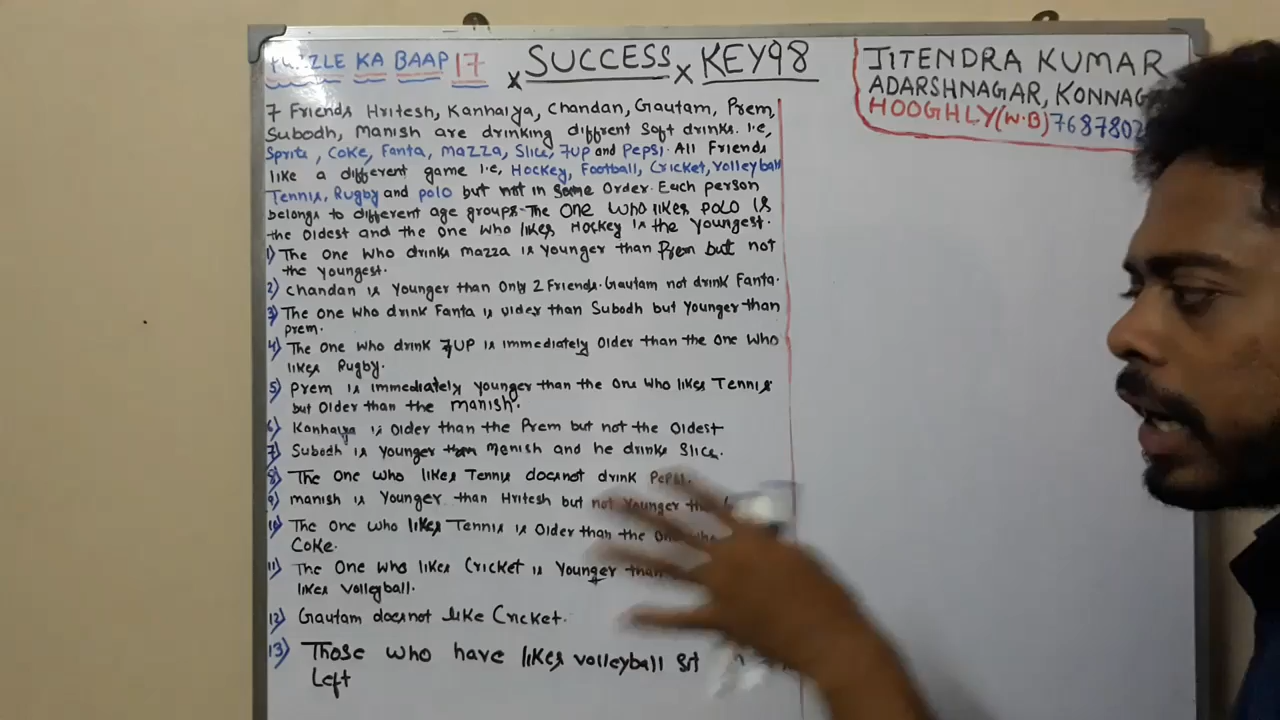 PUZZLE KA BAAP 17
x SUCCESS x KEY98
JITENDRA KUMAR
ADARSHNAGAR, KONNAG
HOOGHLY(W.B) 7687802
7 Friends Hritesh, Kanhaiya, Chandan, Gautam, Prem
Subodh, Manish are drinking diffrent Soft drinks. i.e,
Sprite, Coke, Fanta, Mazza, Slice, 7up and Pepsi. All Friends
like a different game i.e, Hockey, Football, Cricket, volleyball
Tennis, Rugby and polo but not in Same Order. Each person
belongs to different age groups. The One who likes POLO is
the Oldest and the one who likes Hockey is the Youngest.
1) The one who drinks mazza is Younger than Prem but not
the youngest.
2) Chandan is Younger than Only 2 Friends. Gautam not drink Fanta.
3) The one who drink Fanta is older than Subodh but Younger than
Prem.
4) The One who drink 7UP is immediately Older than the One Who
likes Rugby.
5) Prem is immediately Younger than the One Who likes Tennis
but Older than the manish.
6) Kanhaiya is Older than the Prem but not the Oldest
7) Subodh is younger than Manish and he drinks Slice.
8) The One who likes Tennis doesnot drink Pepsi.
9) manish is Younger than Hritesh but not Younger
10) The One who likes Tennis is Older than the One
Coke.
11) The One who likes Cricket is Younger than
likes volleyball.
12) Gautam doesnot like Cricket.
13) Those who have likes volleyball sit
Left